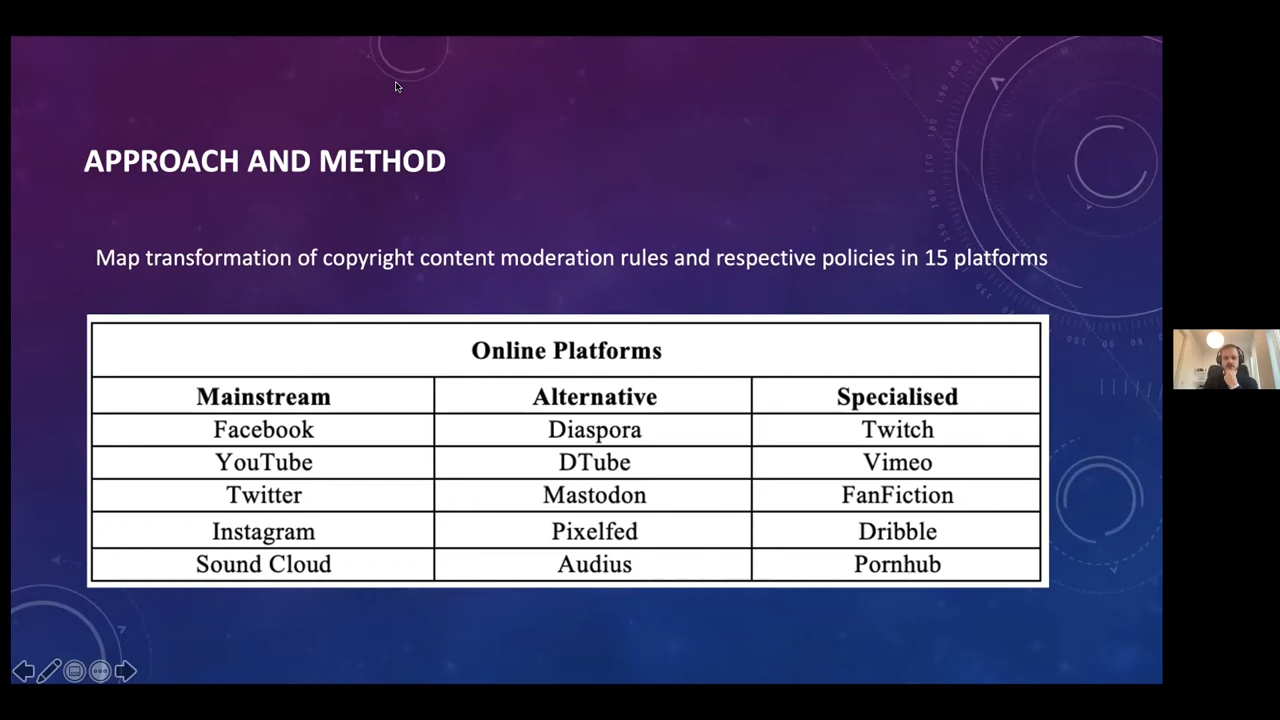 APPROACH AND METHOD
Map transformation of copyright content moderation rules and respective policies in 15 platforms
Online Platforms
Mainstream Alternative Specialised
Facebook Diaspora Twitch
YouTube DTube Vimeo
Twitter Mastodon FanFiction
Instagram Pixelfed Dribble
Sound Cloud Audius Pornhub